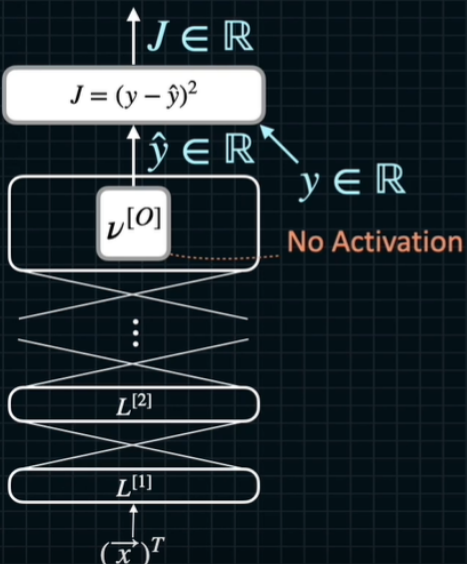 J ∈ ℝ
J = (y − ŷ)²
ŷ ∈ ℝ
y ∈ ℝ
ν^[O]
No Activation
⋮
L^[2]
L^[1]
(x⃗)^T